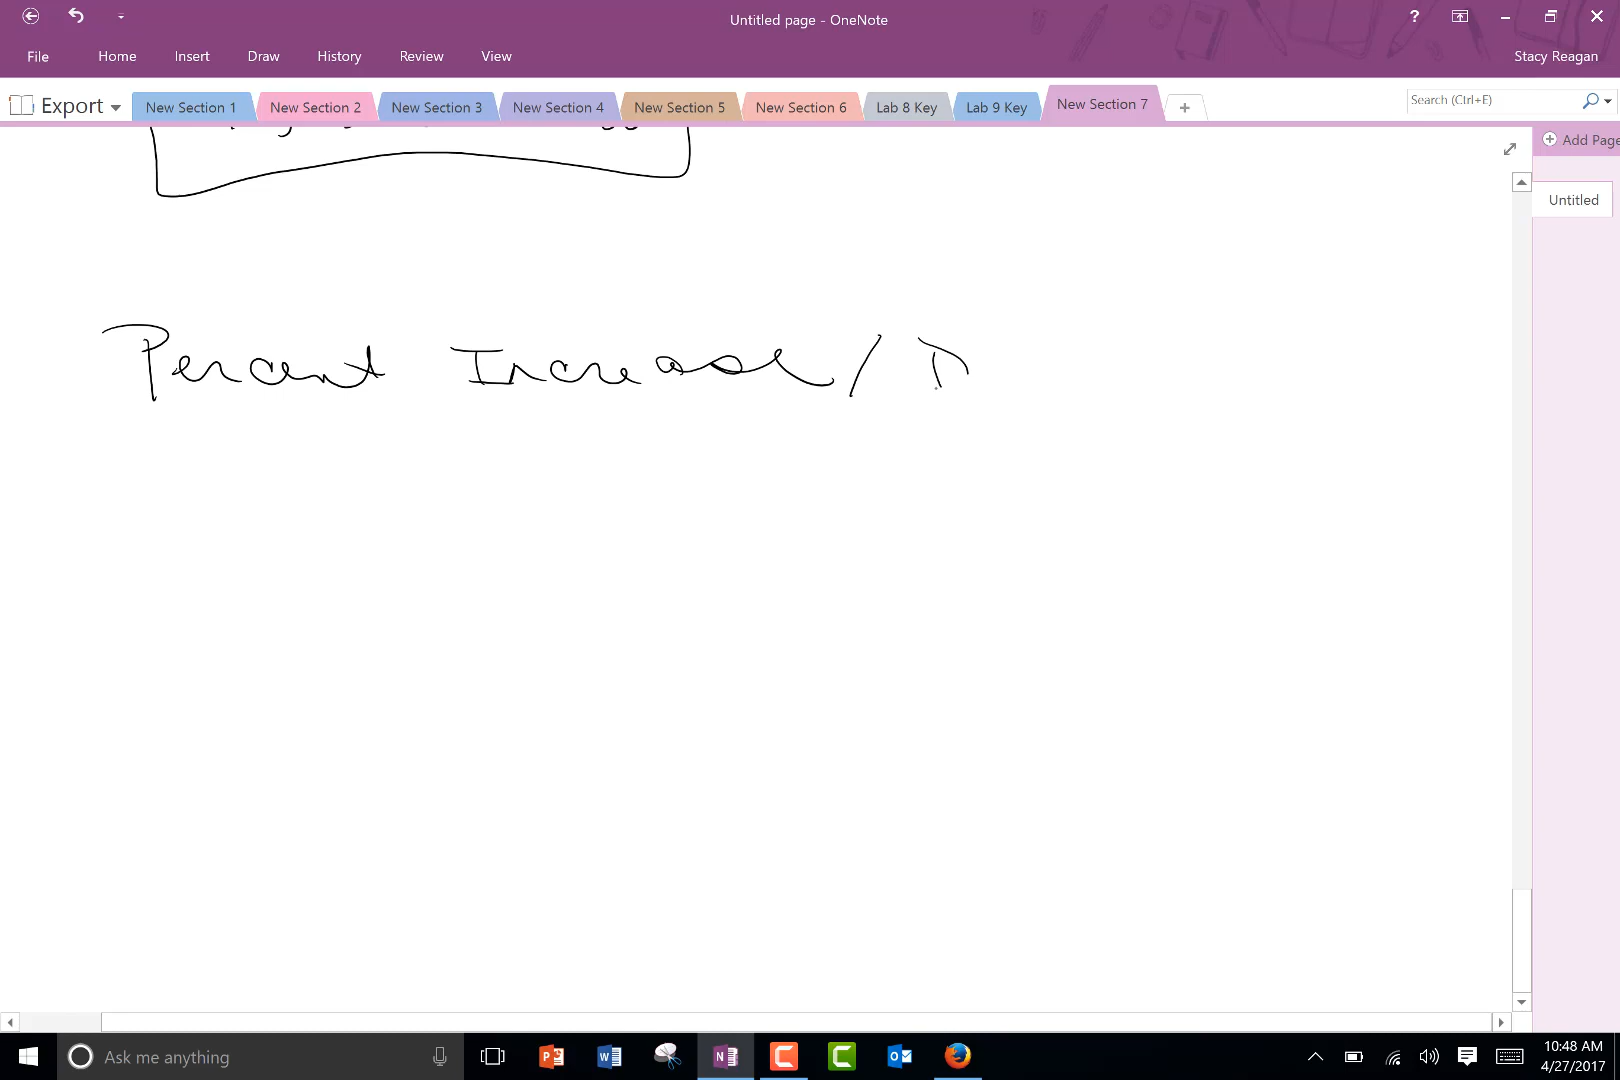 Untitled page - OneNote
File Home Insert Draw History Review View
Stacy Reagan
Export New Section 1 New Section 2 New Section 3 New Section 4 New Section 5 New Section 6 Lab 8 Key Lab 9 Key New Section 7
Search (Ctrl+E)
Add Page
Untitled
Percent Increase / D
Ask me anything
10:48 AM
4/27/2017